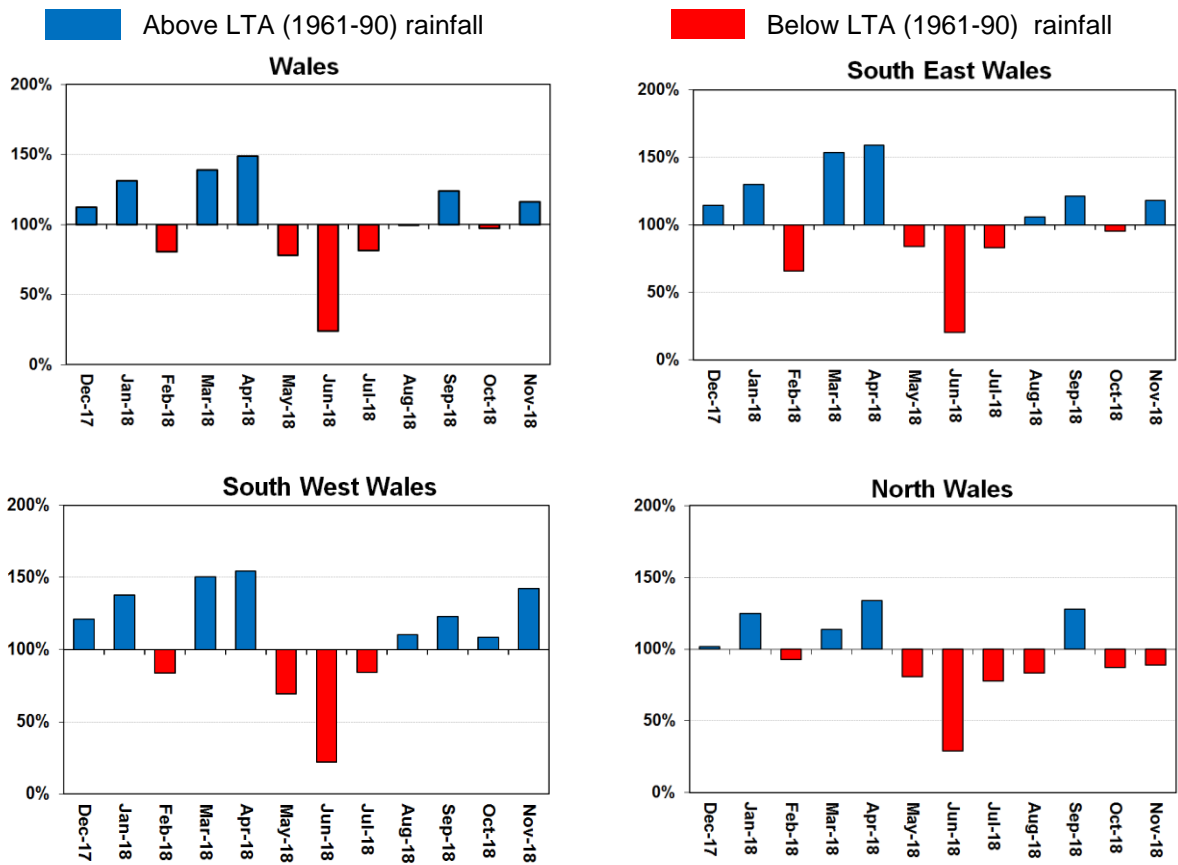 Above LTA (1961-90) rainfall
Below LTA (1961-90) rainfall
Wales
200%
150%
100%
50%
0%
Dec-17
Jan-18
Feb-18
Mar-18
Apr-18
May-18
Jun-18
Jul-18
Aug-18
Sep-18
Oct-18
Nov-18
South East Wales
200%
150%
100%
50%
0%
Dec-17
Jan-18
Feb-18
Mar-18
Apr-18
May-18
Jun-18
Jul-18
Aug-18
Sep-18
Oct-18
Nov-18
South West Wales
200%
150%
100%
50%
0%
Dec-17
Jan-18
Feb-18
Mar-18
Apr-18
May-18
Jun-18
Jul-18
Aug-18
Sep-18
Oct-18
Nov-18
North Wales
200%
150%
100%
50%
0%
Dec-17
Jan-18
Feb-18
Mar-18
Apr-18
May-18
Jun-18
Jul-18
Aug-18
Sep-18
Oct-18
Nov-18